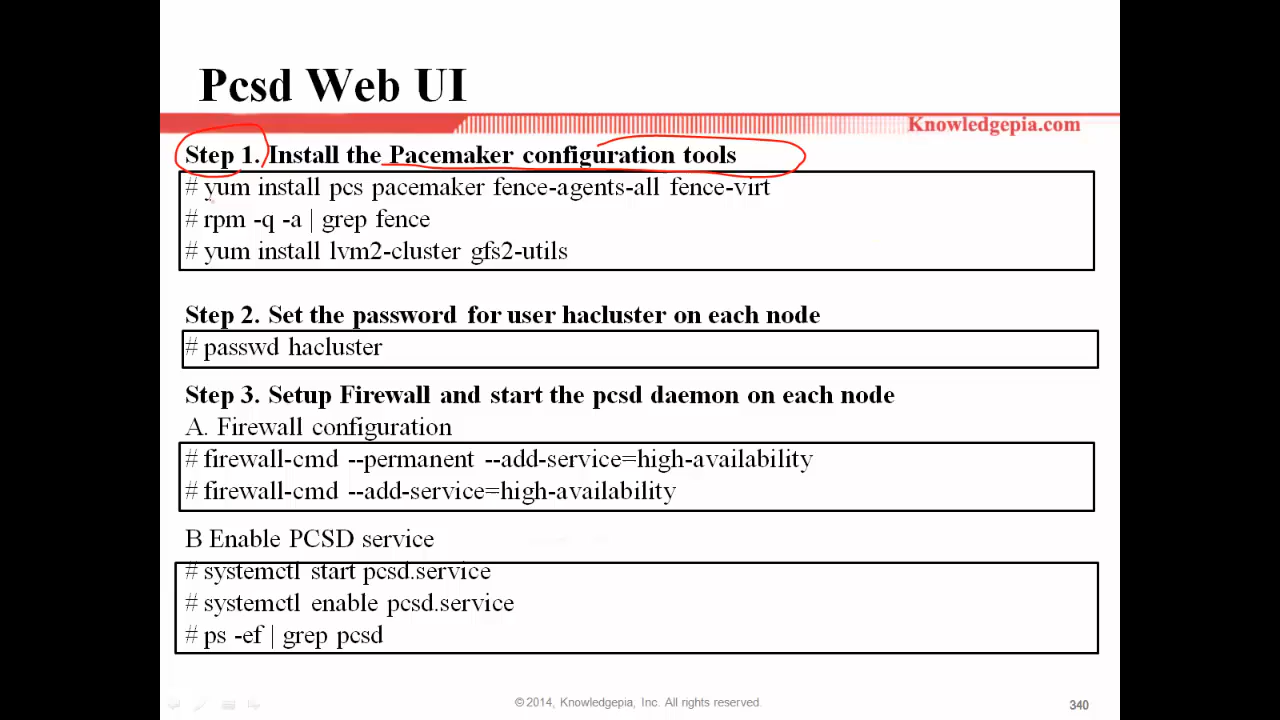 Pcsd Web UI
Knowledgepia.com
Step 1. Install the Pacemaker configuration tools
# yum install pcs pacemaker fence-agents-all fence-virt
# rpm -q -a | grep fence
# yum install lvm2-cluster gfs2-utils
Step 2. Set the password for user hacluster on each node
# passwd hacluster
Step 3. Setup Firewall and start the pcsd daemon on each node
A. Firewall configuration
# firewall-cmd --permanent --add-service=high-availability
# firewall-cmd --add-service=high-availability
B Enable PCSD service
# systemctl start pcsd.service
# systemctl enable pcsd.service
# ps -ef | grep pcsd
© 2014, Knowledgepia, Inc. All rights reserved.
340